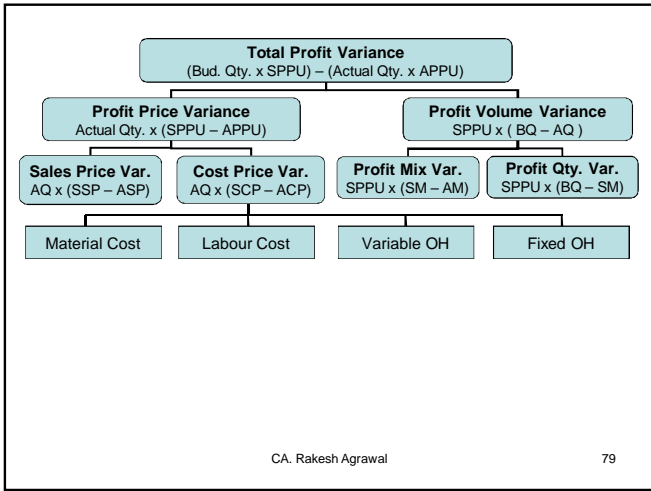 Total Profit Variance
(Bud. Qty. x SPPU) – (Actual Qty. x APPU)
Profit Price Variance
Actual Qty. x (SPPU – APPU)
Profit Volume Variance
SPPU x ( BQ – AQ )
Sales Price Var.
AQ x (SSP – ASP)
Cost Price Var.
AQ x (SCP – ACP)
Profit Mix Var.
SPPU x (SM – AM)
Profit Qty. Var.
SPPU x (BQ – SM)
Material Cost
Labour Cost
Variable OH
Fixed OH
CA. Rakesh Agrawal
79